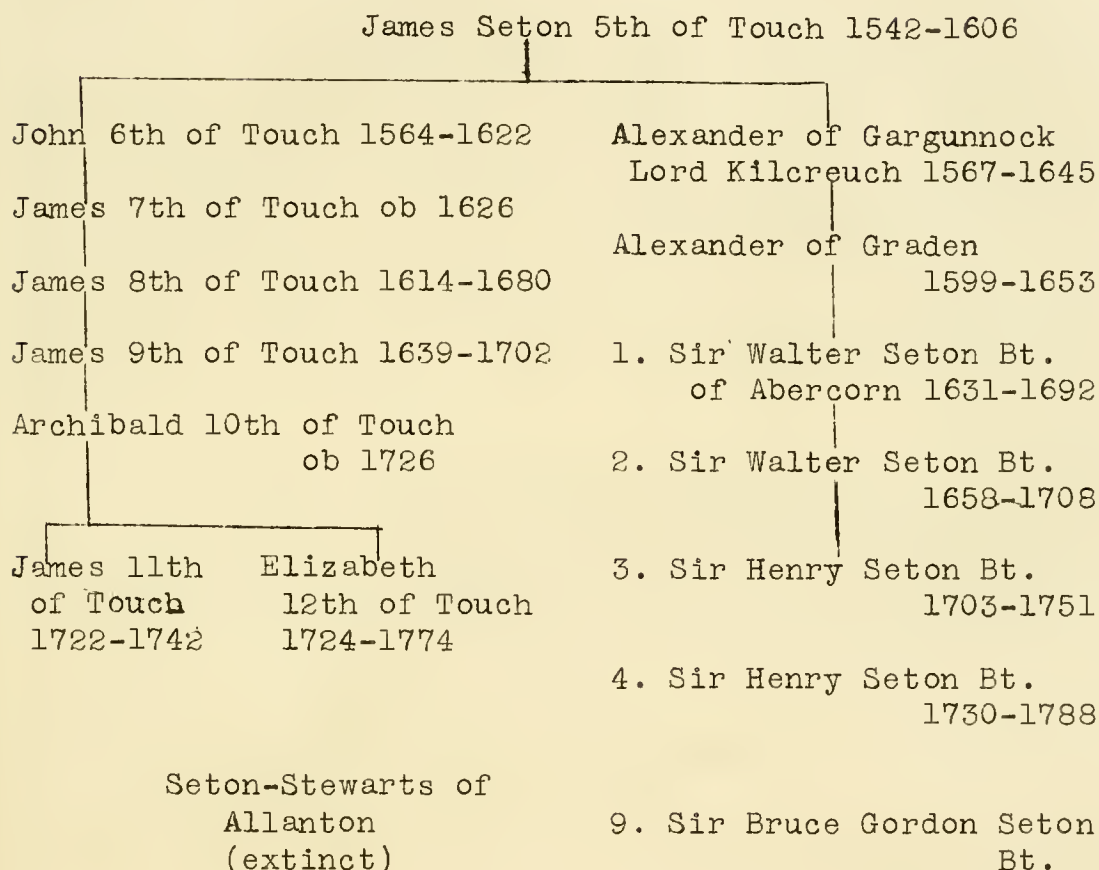 James Seton 5th of Touch 1542-1606
John 6th of Touch 1564-1622
James 7th of Touch ob 1626
James 8th of Touch 1614-1680
James 9th of Touch 1639-1702
Archibald 10th of Touch
ob 1726
James 11th
of Touch
1722-1742
Elizabeth
12th of Touch
1724-1774
Seton-Stewarts of
Allanton
(extinct)
Alexander of Gargunnock
Lord Kilcreuch 1567-1645
Alexander of Graden
1599-1653
1. Sir Walter Seton Bt.
of Abercorn 1631-1692
2. Sir Walter Seton Bt.
1658-1708
3. Sir Henry Seton Bt.
1703-1751
4. Sir Henry Seton Bt.
1730-1788
9. Sir Bruce Gordon Seton
Bt.